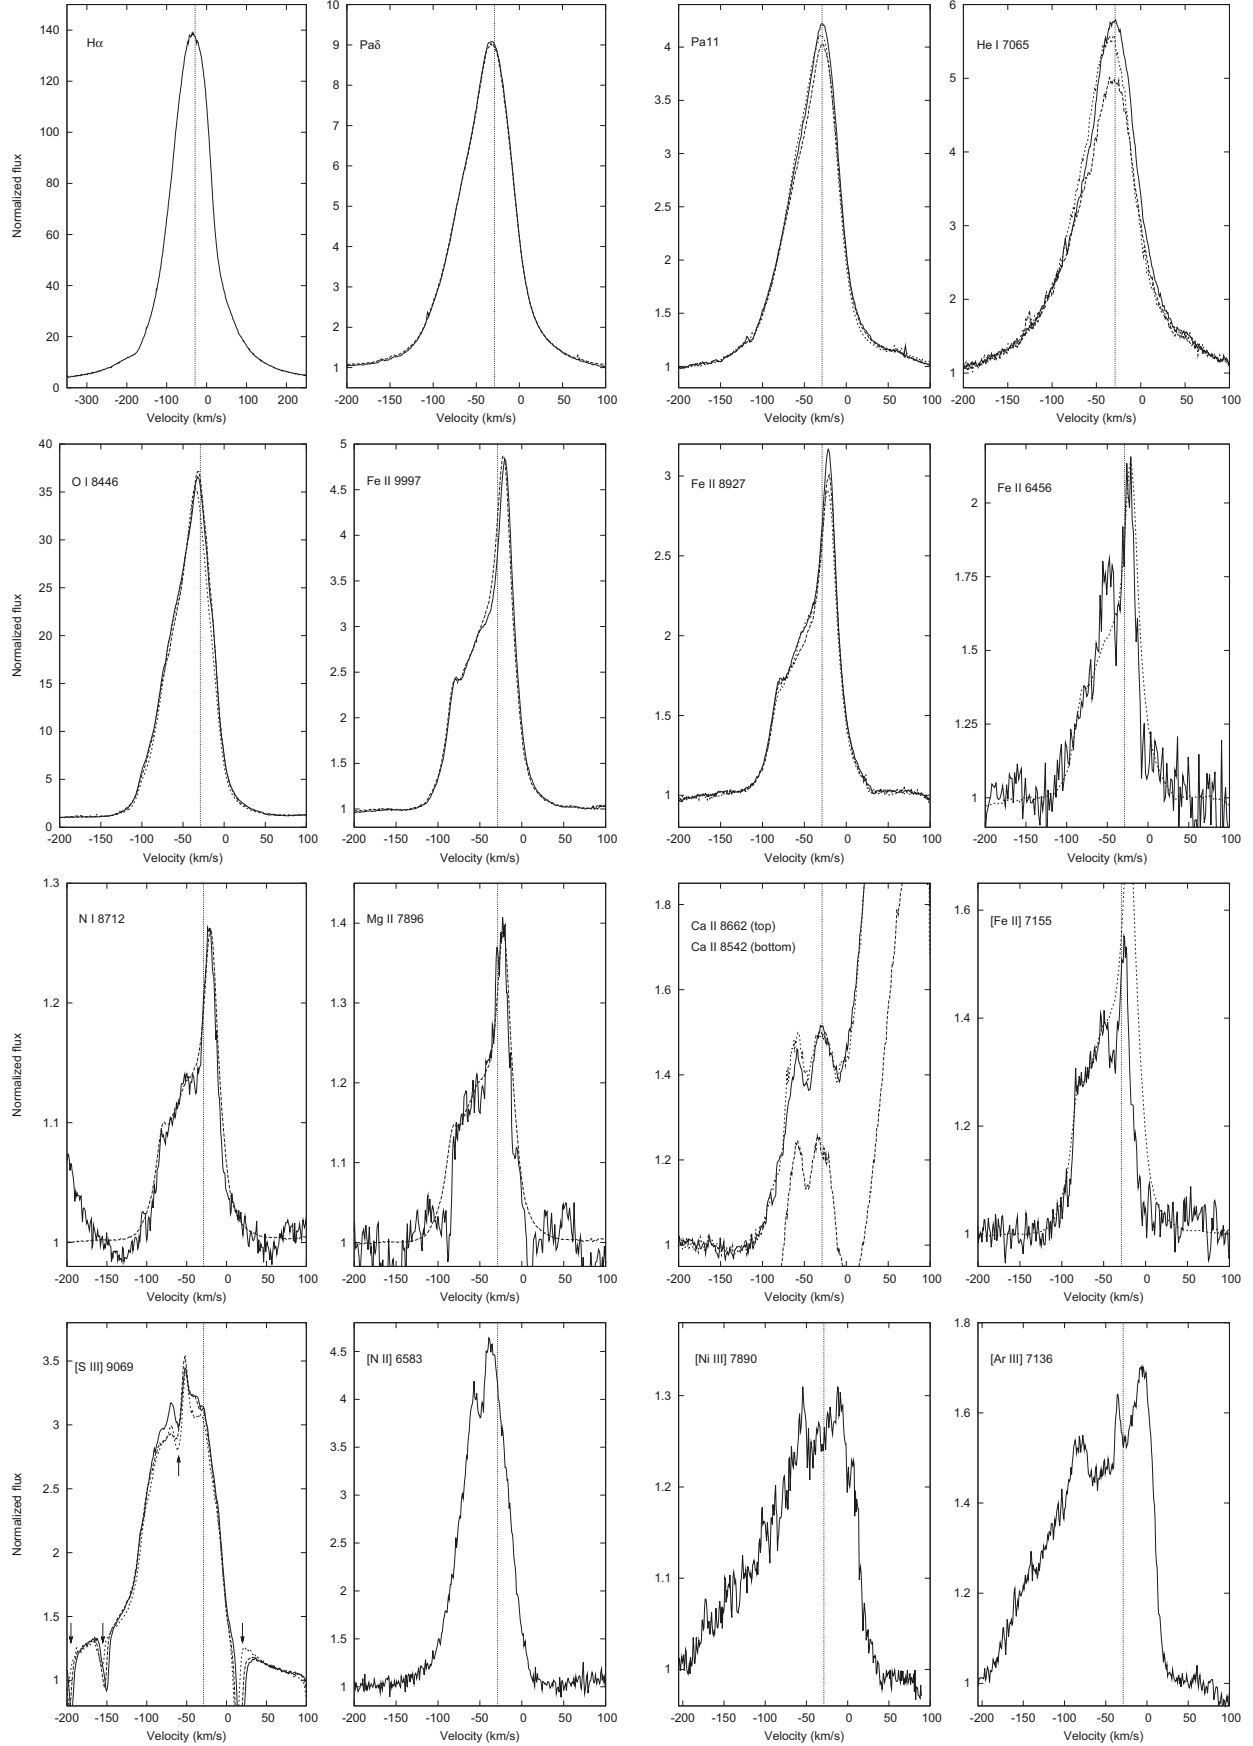 Hα
Normalized flux
0
20
40
60
80
100
120
140
-300 -200 -100 0 100 200
Velocity (km/s)
Paδ
1
2
3
4
5
6
7
8
9
10
-200 -150 -100 -50 0 50 100
Velocity (km/s)
Pa11
1
1.5
2
2.5
3
3.5
4
-200 -150 -100 -50 0 50 100
Velocity (km/s)
He I 7065
1
2
3
4
5
6
-200 -150 -100 -50 0 50 100
Velocity (km/s)
O I 8446
Normalized flux
0
5
10
15
20
25
30
35
40
-200 -150 -100 -50 0 50 100
Velocity (km/s)
Fe II 9997
1
1.5
2
2.5
3
3.5
4
4.5
5
-200 -150 -100 -50 0 50 100
Velocity (km/s)
Fe II 8927
1
1.5
2
2.5
3
-200 -150 -100 -50 0 50 100
Velocity (km/s)
Fe II 6456
1
1.25
1.5
1.75
2
-200 -150 -100 -50 0 50 100
Velocity (km/s)
N I 8712
Normalized flux
1
1.1
1.2
1.3
-200 -150 -100 -50 0 50 100
Velocity (km/s)
Mg II 7896
1
1.1
1.2
1.3
1.4
-200 -150 -100 -50 0 50 100
Velocity (km/s)
Ca II 8662 (top)
Ca II 8542 (bottom)
1
1.2
1.4
1.6
1.8
-200 -150 -100 -50 0 50 100
Velocity (km/s)
[Fe II] 7155
1
1.2
1.4
1.6
-200 -150 -100 -50 0 50 100
Velocity (km/s)
[S III] 9069
Normalized flux
1
1.5
2
2.5
3
3.5
-200 -150 -100 -50 0 50 100
Velocity (km/s)
[N II] 6583
1
1.5
2
2.5
3
3.5
4
4.5
-200 -150 -100 -50 0 50 100
Velocity (km/s)
[Ni III] 7890
1
1.1
1.2
1.3
-200 -150 -100 -50 0 50 100
Velocity (km/s)
[Ar III] 7136
1
1.2
1.4
1.6
1.8
-200 -150 -100 -50 0 50 100
Velocity (km/s)